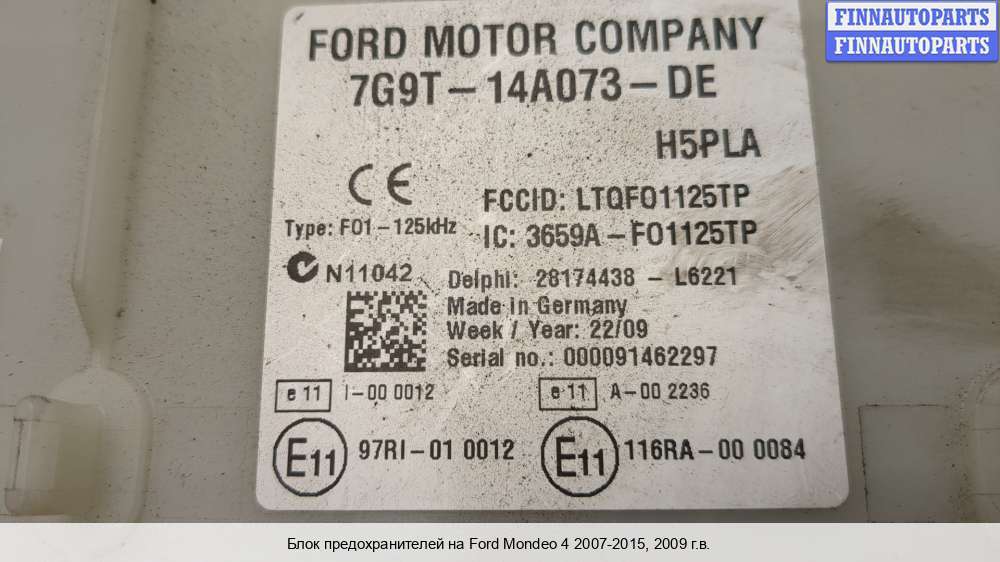 FINNAUTOPARTS
FINNAUTOPARTS
FORD MOTOR COMPANY
7G9T-14A073-DE
H5PLA
CE
FCCID: LTQF01125TP
Type: F01-125kHz
IC: 3659A-F01125TP
N11042
Delphi: 28174438-L6221
Made in Germany
Week / Year: 22/09
Serial no.: 000091462297
e 11 I-00 0012
e 11 A-00 2236
E11 97RI-01 0012
E11 116RA-00 0084
Блок предохранителей на Ford Mondeo 4 2007-2015, 2009 г.в.